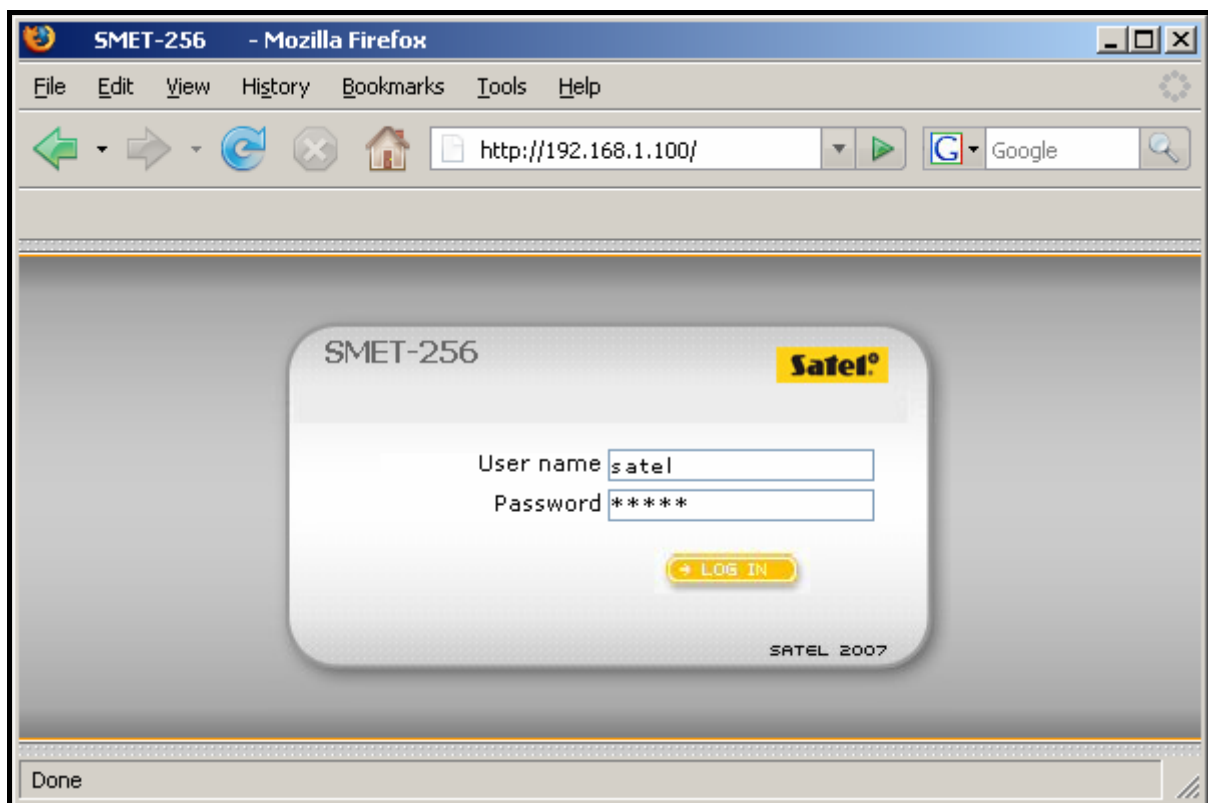 SMET-256 - Mozilla Firefox
File Edit View History Bookmarks Tools Help
http://192.168.1.100/ G Google
SMET-256
Satel®
User name satel
Password *****
LOG IN
SATEL 2007
Done